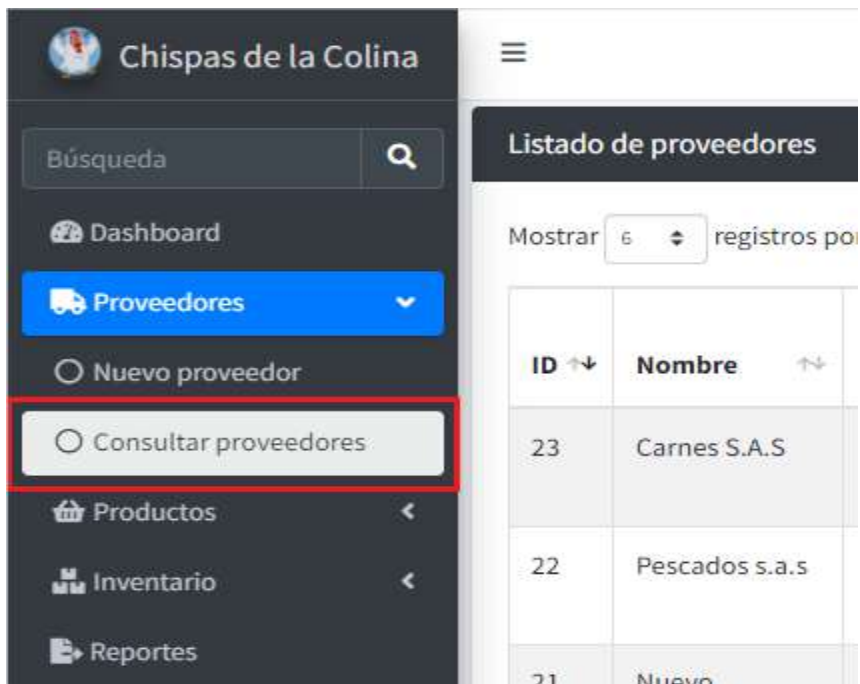 Chispas de la Colina
Búsqueda
Dashboard
Proveedores
Nuevo proveedor
Consultar proveedores
Productos
Inventario
Reportes
Listado de proveedores
Mostrar 6 registros por
ID Nombre
23 Carnes S.A.S
22 Pescados s.a.s
21 Nuevo